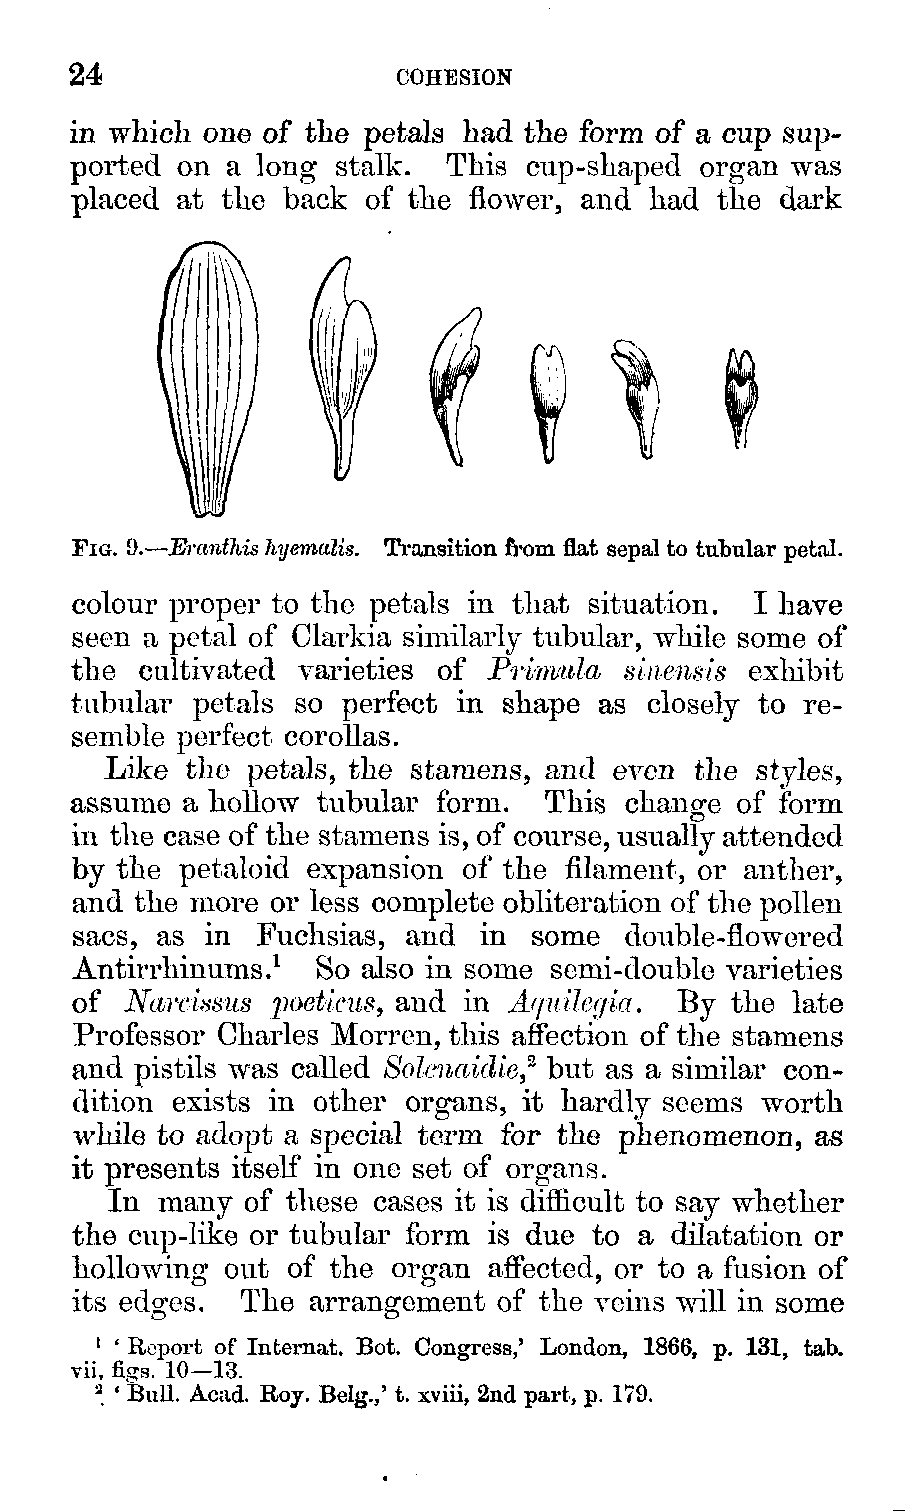 24 COHESION
in which one of the petals had the form of a cup sup-
ported on a long stalk. This cup-shaped organ was
placed at the back of the flower, and had the dark
FIG. 9.—Eranthis hyemalis. Transition from flat sepal to tubular petal.
colour proper to the petals in that situation. I have
seen a petal of Clarkia similarly tubular, while some of
the cultivated varieties of Primula sinensis exhibit
tubular petals so perfect in shape as closely to re-
semble perfect corollas.
Like the petals, the stamens, and even the styles,
assume a hollow tubular form. This change of form
in the case of the stamens is, of course, usually attended
by the petaloid expansion of the filament, or anther,
and the more or less complete obliteration of the pollen
sacs, as in Fuchsias, and in some double-flowered
Antirrhinums.¹ So also in some semi-double varieties
of Narcissus poeticus, and in Aquilegia. By the late
Professor Charles Morren, this affection of the stamens
and pistils was called Solenaidie,² but as a similar con-
dition exists in other organs, it hardly seems worth
while to adopt a special term for the phenomenon, as
it presents itself in one set of organs.
In many of these cases it is difficult to say whether
the cup-like or tubular form is due to a dilatation or
hollowing out of the organ affected, or to a fusion of
its edges. The arrangement of the veins will in some
¹ ‘Report of Internat. Bot. Congress,’ London, 1866, p. 131, tab.
vii, figs. 10—13.
² ‘Bull. Acad. Roy. Belg.,’ t. xviii, 2nd part, p. 179.